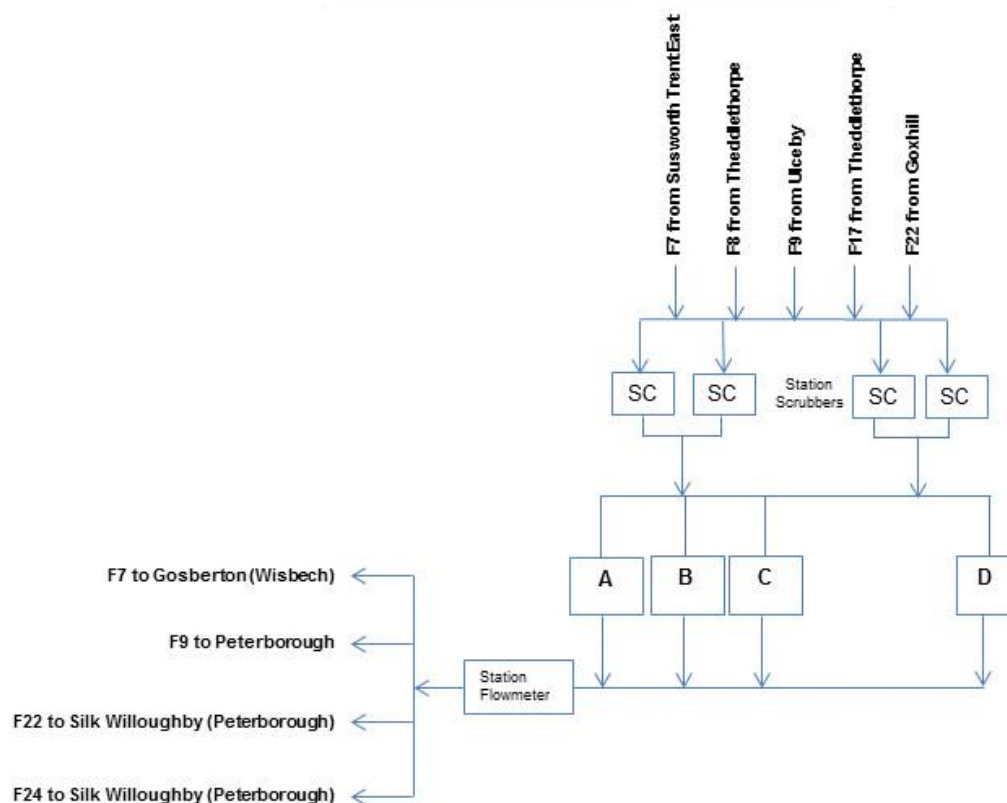 F7 from Susworth TrentEast
F8 from Theddlethorpe
F9 from Ulceby
F17 from Theddlethorpe
F22 from Goxhill
SC
SC
Station
Scrubbers
SC
SC
A
B
C
D
F7 to Gosberton (Wisbech)
F9 to Peterborough
Station
Flowmeter
F22 to Silk Willoughby (Peterborough)
F24 to Silk Willoughby (Peterborough)